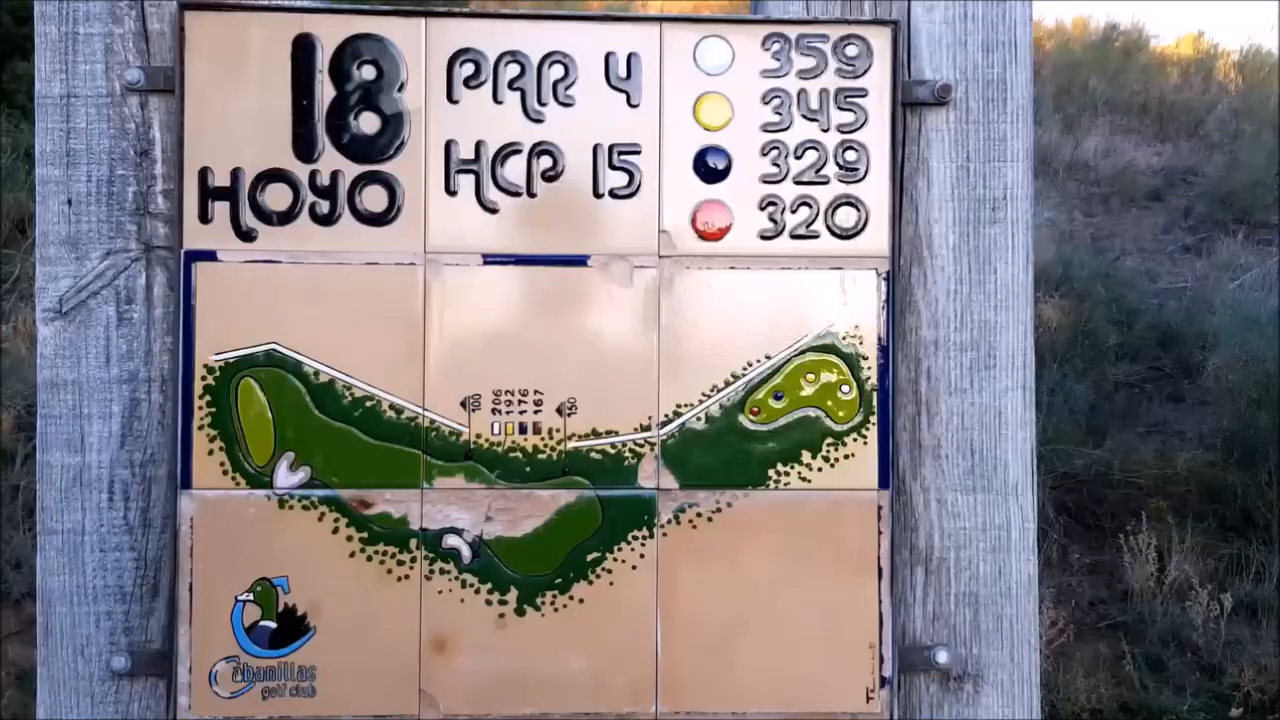 18
HOYO
PAR 4
HCP 15
359
345
329
320
100
206
192
176
167
150
Cabanillas
golf club